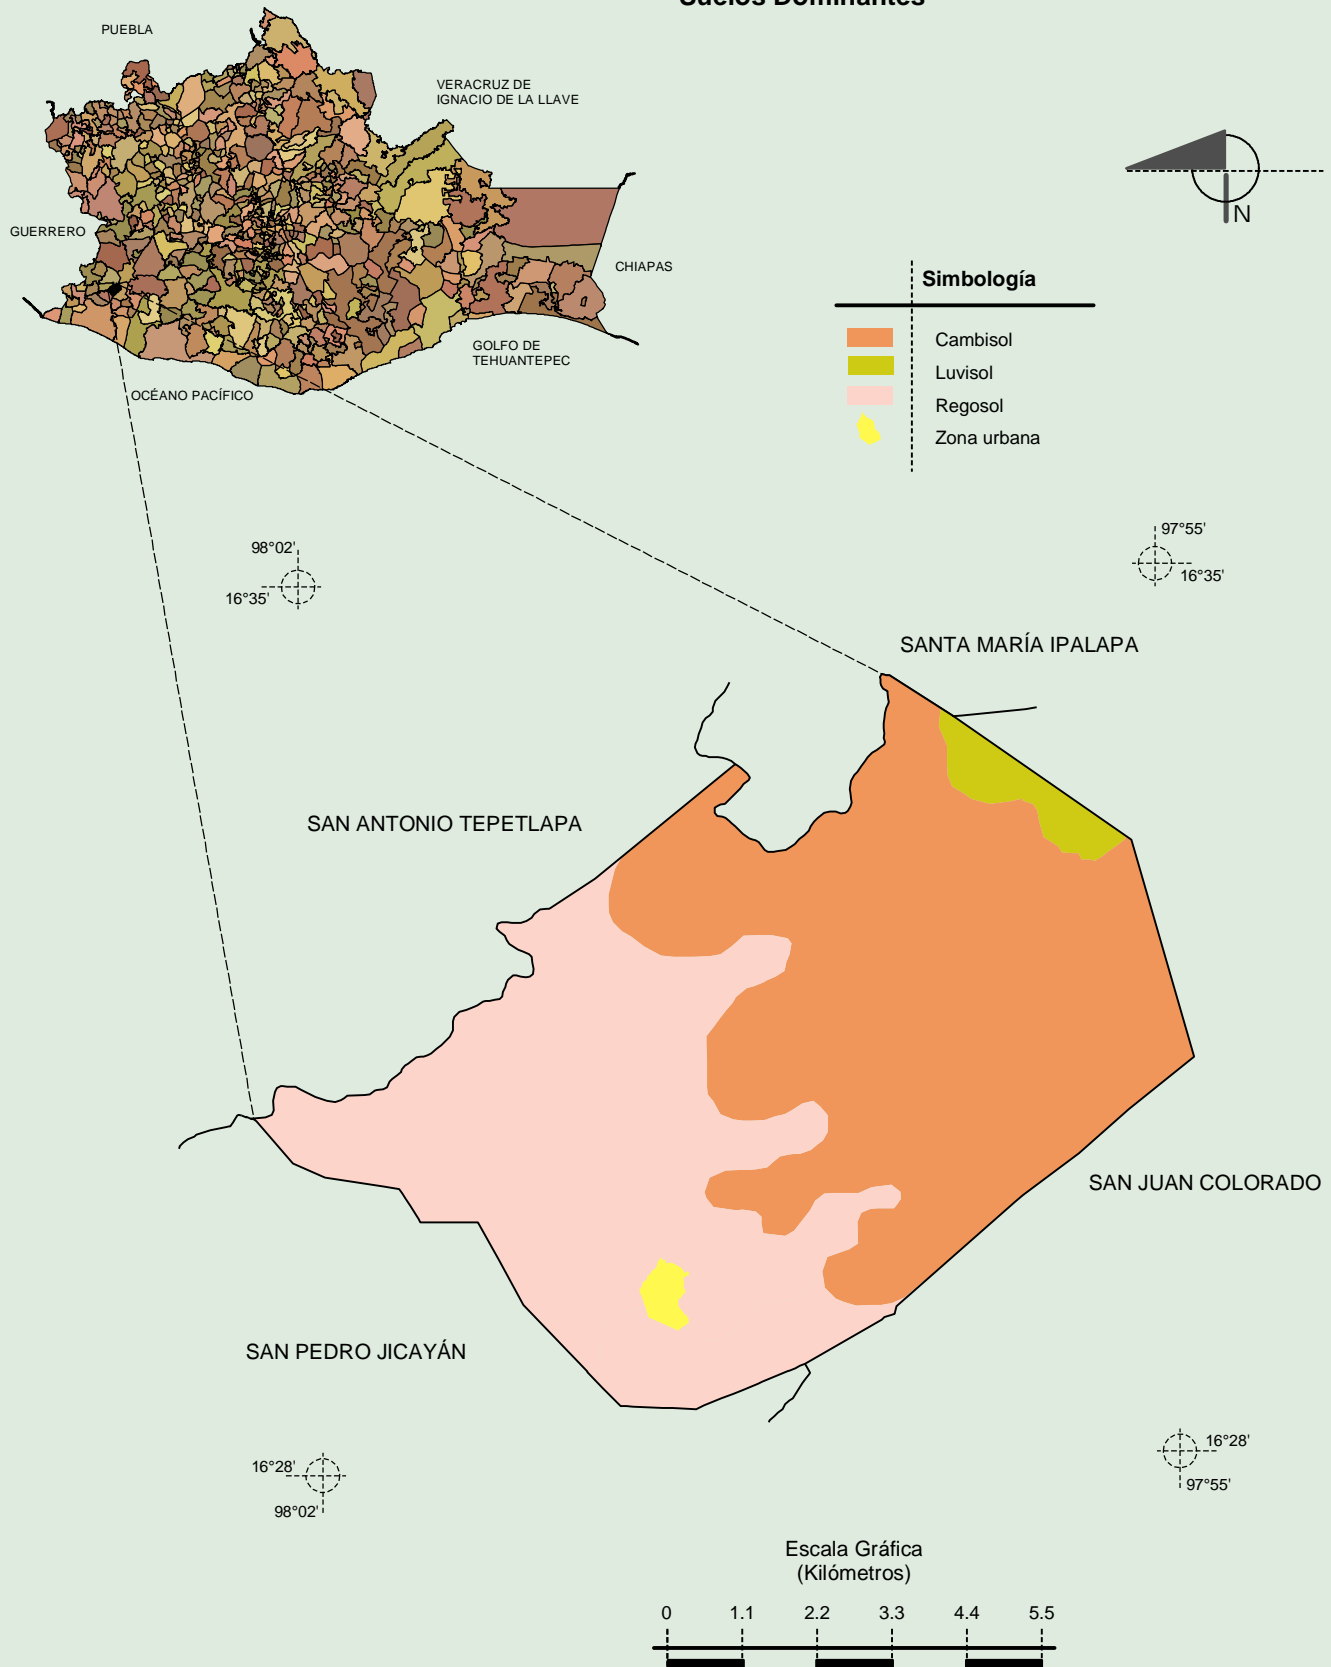 Suelos Dominantes
PUEBLA
VERACRUZ DE
IGNACIO DE LA LLAVE
GUERRERO
CHIAPAS
GOLFO DE
TEHUANTEPEC
OCÉANO PACÍFICO
N
Simbología
Cambisol
Luvisol
Regosol
Zona urbana
98°02'
16°35'
97°55'
16°35'
SANTA MARÍA IPALAPA
SAN ANTONIO TEPETLAPA
SAN JUAN COLORADO
SAN PEDRO JICAYÁN
16°28'
98°02'
16°28'
97°55'
Escala Gráfica
(Kilómetros)
0 1.1 2.2 3.3 4.4 5.5